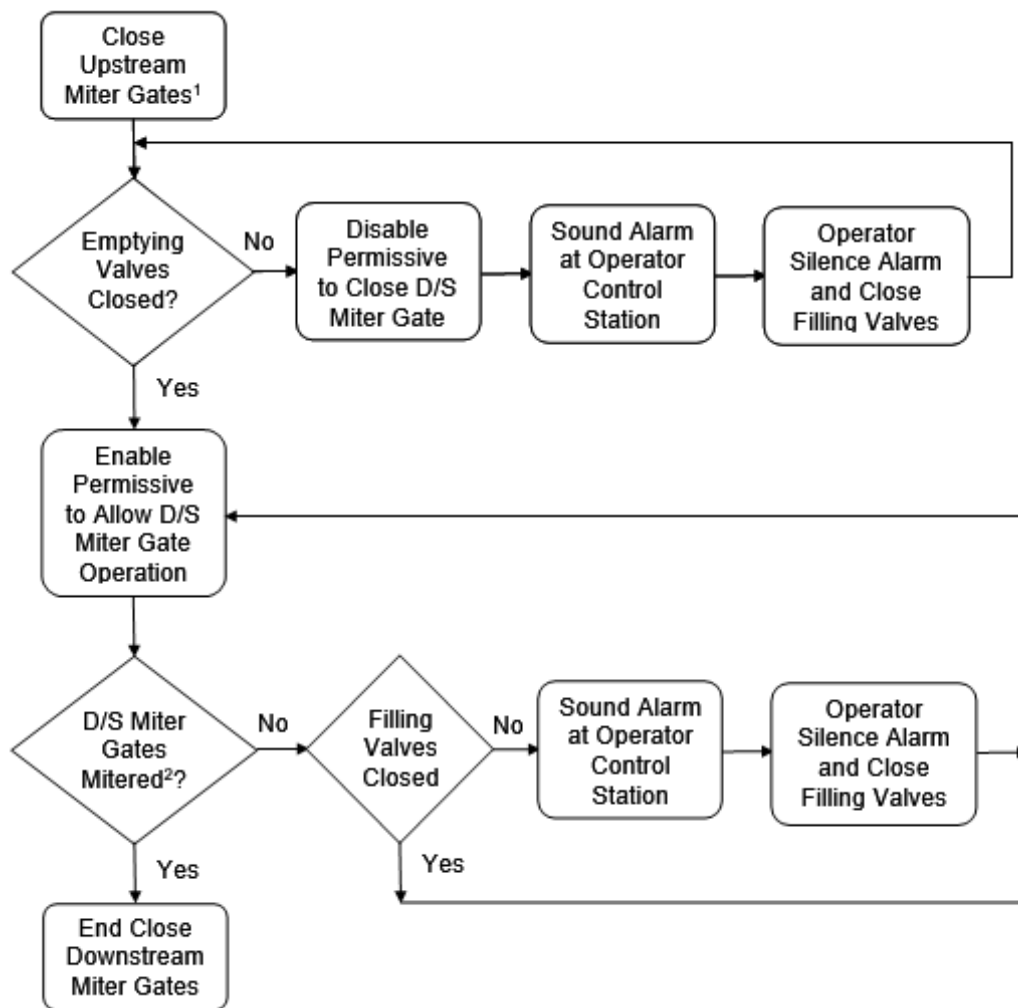 Close
Upstream
Miter Gates¹
Emptying
Valves
Closed?
No
Disable
Permissive
to Close D/S
Miter Gate
Sound Alarm
at Operator
Control
Station
Operator
Silence Alarm
and Close
Filling Valves
Yes
Enable
Permissive
to Allow D/S
Miter Gate
Operation
D/S Miter
Gates
Mitered²?
No
Filling
Valves
Closed
No
Sound Alarm
at Operator
Control
Station
Operator
Silence Alarm
and Close
Filling Valves
Yes
Yes
End Close
Downstream
Miter Gates